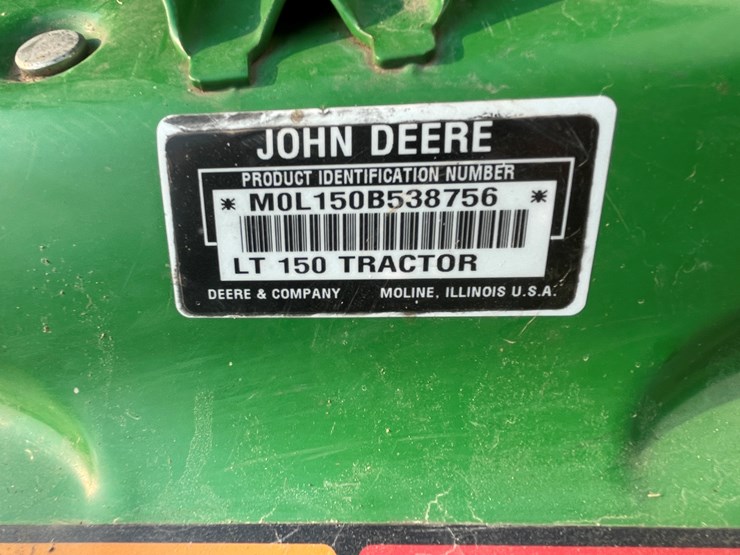 JOHN DEERE
PRODUCT IDENTIFICATION NUMBER
* M0L150B538756 *
LT 150 TRACTOR
DEERE & COMPANY MOLINE, ILLINOIS U.S.A.